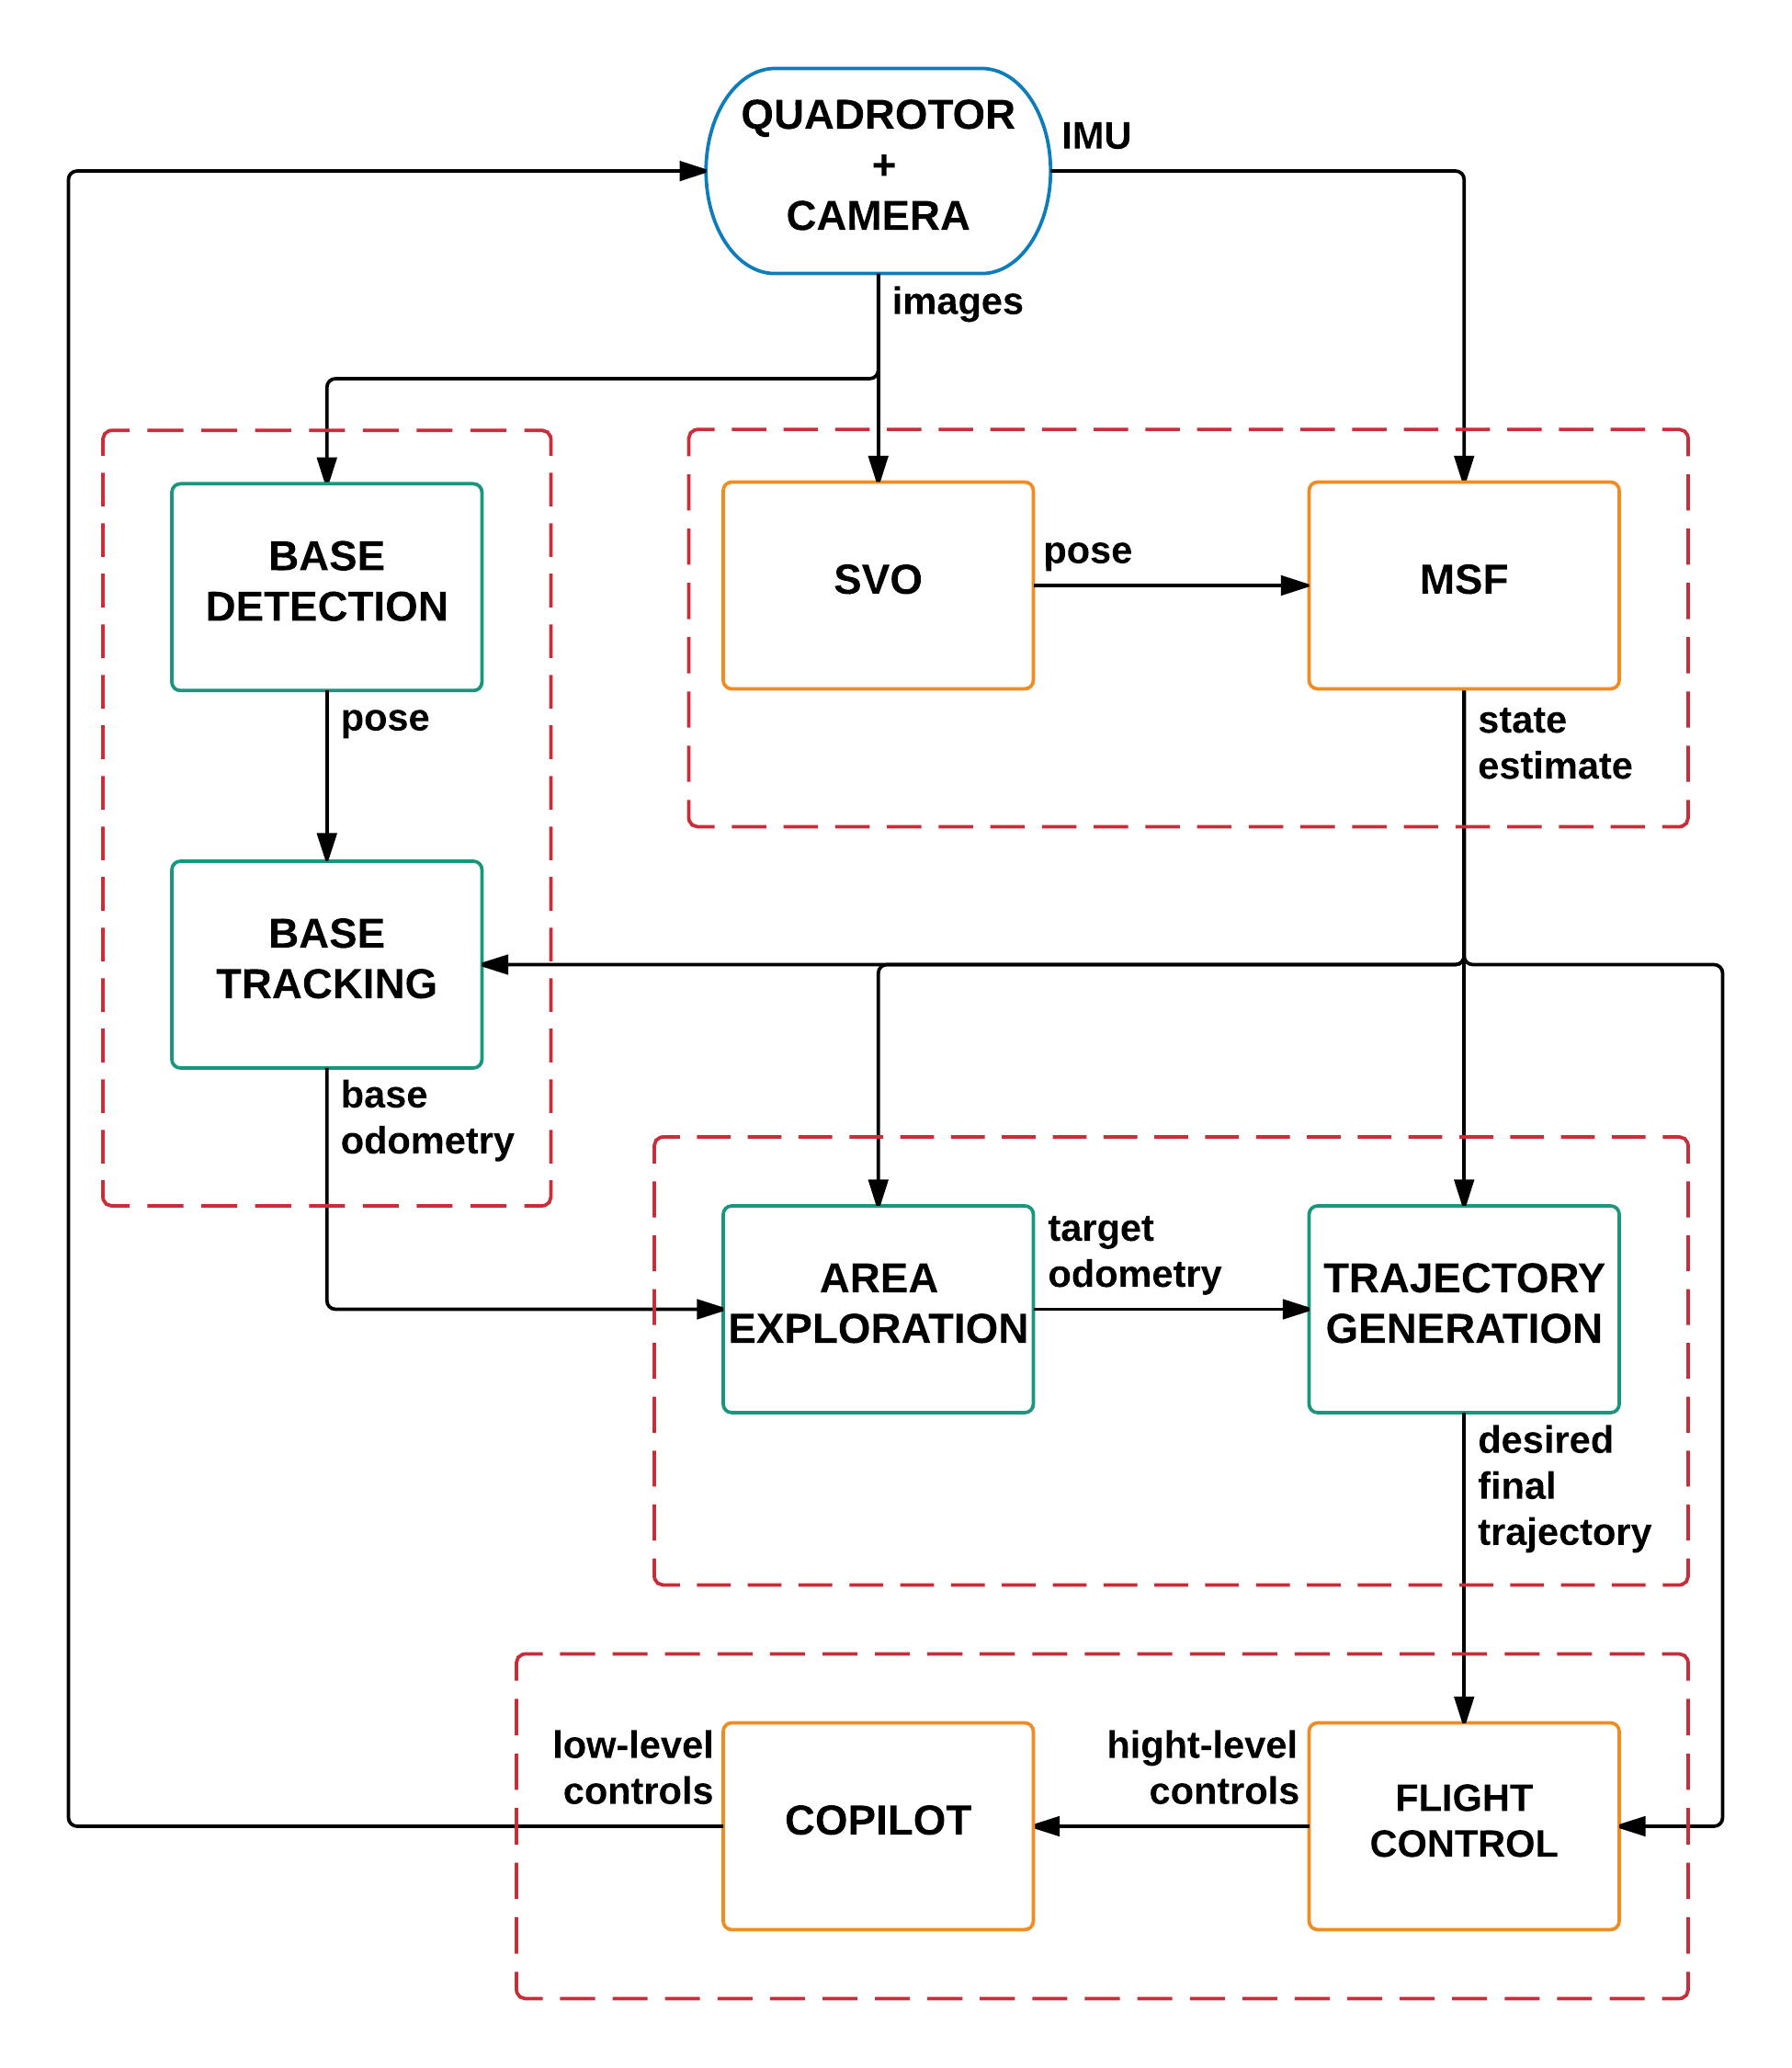 QUADROTOR
+
CAMERA
IMU
images
BASE
DETECTION
pose
SVO
pose
MSF
state
estimate
BASE
TRACKING
base
odometry
AREA
EXPLORATION
target
odometry
TRAJECTORY
GENERATION
desired
final
trajectory
low-level
controls
COPILOT
hight-level
controls
FLIGHT
CONTROL